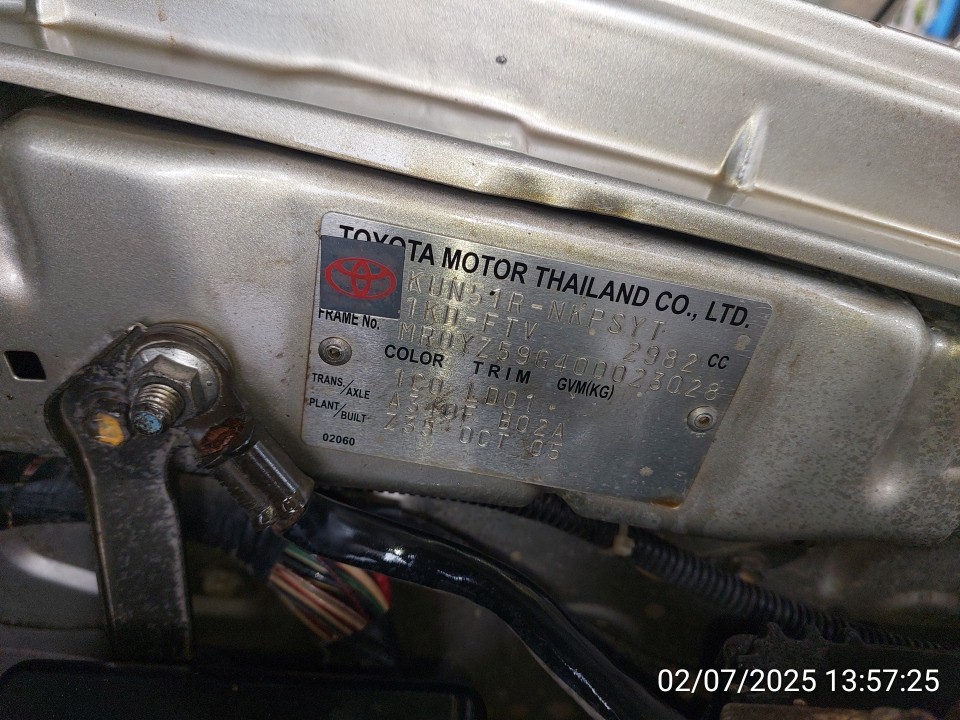 TOYOTA MOTOR THAILAND CO., LTD.
KUN51R-NKPSYT
1KD-FTV 2982 CC
FRAME No. MR0YZ59G400023028
COLOR TRIM GVM(KG)
1C0 LD01
TRANS./AXLE A340F B02A
PLANT/BUILT Z35 OCT 05
02060
02/07/2025 13:57:25